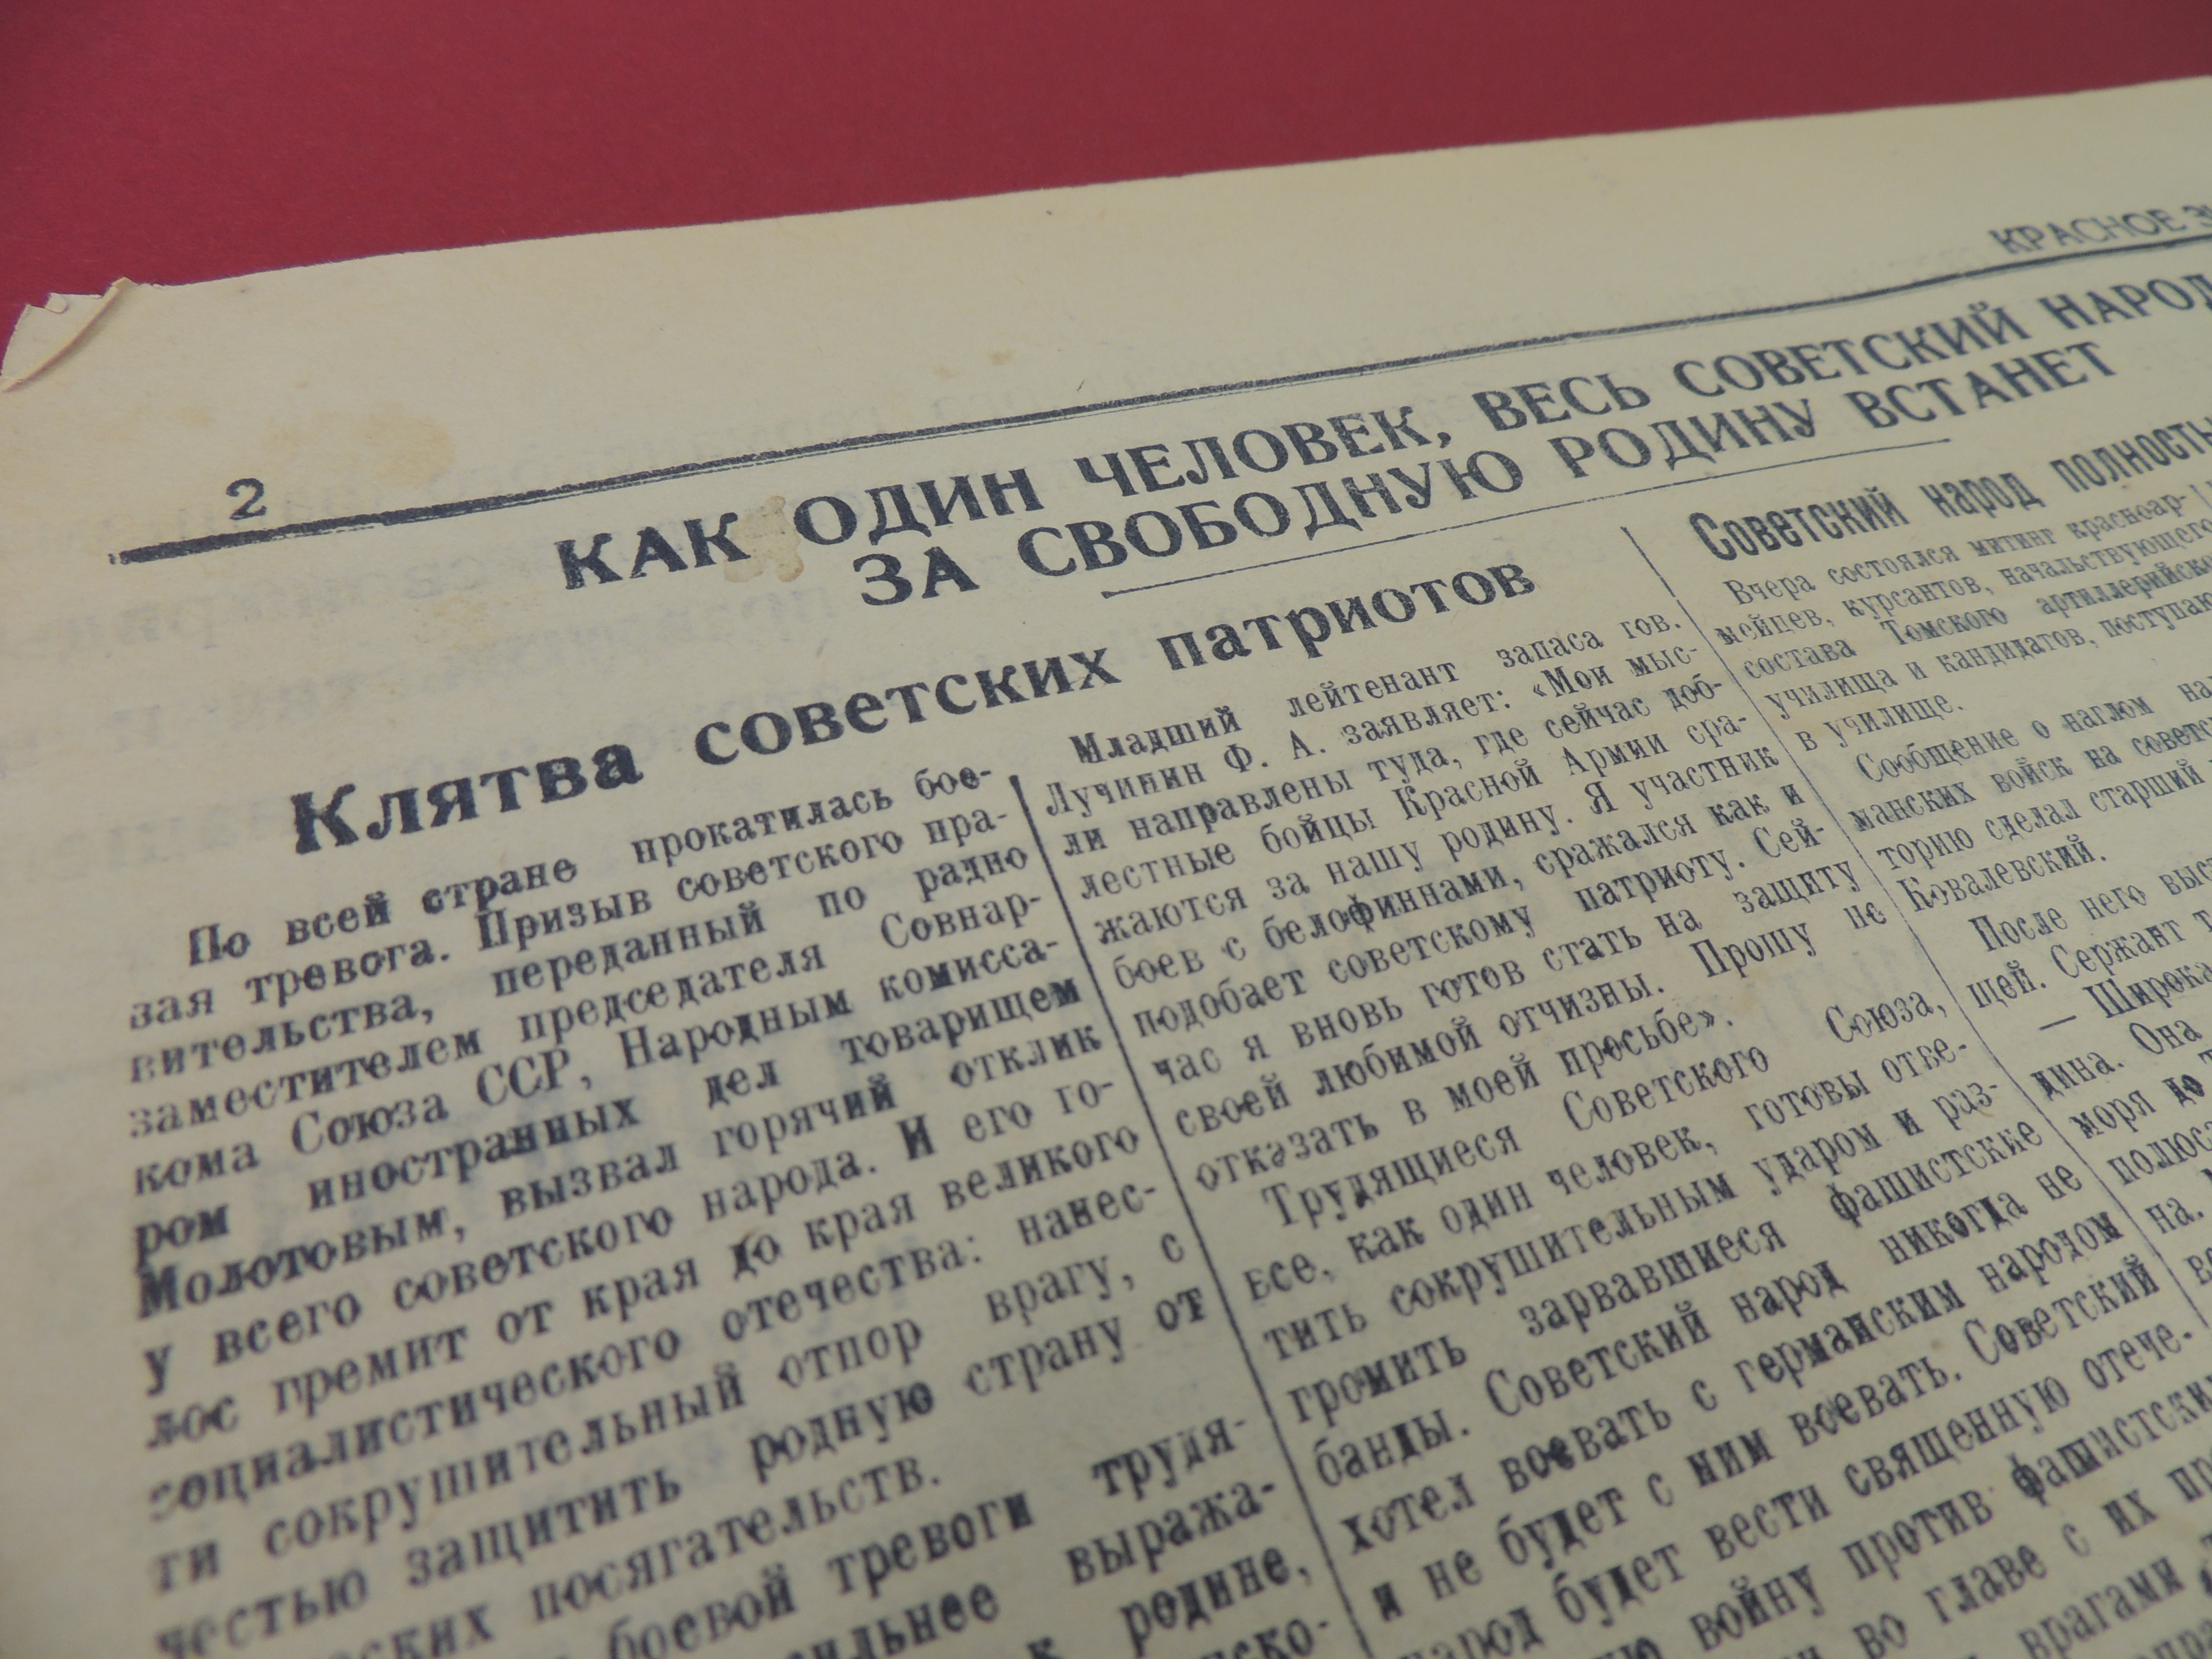 2
КРАСНОЕ
КАК ОДИН ЧЕЛОВЕК, ВЕСЬ СОВЕТСКИЙ НАРОД
ЗА СВОБОДНУЮ РОДИНУ ВСТАНЕТ
Клятва советских патриотов
По всей стране прокатилась бое-
вая тревога. Призыв советского пра-
вительства, переданный по радио
заместителем председателя Совнар-
кома Союза ССР, Народным комисса-
ром иностранных дел товарищем
Молотовым, вызвал горячий отклик
у всего советского народа. И его го-
лос гремит от края до края великого
социалистического отечества: нанес-
ти сокрушительный отпор врагу, с
честью защитить родную страну от
посягательств.
боевой тревоги трудя-
выража-
к родине,
Младший лейтенант запаса тов.
Лучинин Ф. А. заявляет: «Мои мыс-
ли направлены туда, где сейчас доб-
лестные бойцы Красной Армии сра-
жаются за нашу родину. Я участник
боев с белофиннами, сражался как и
подобает советскому патриоту. Сей-
час я вновь готов стать на защиту
своей любимой отчизны. Прошу не
отказать в моей просьбе».
Трудящиеся Советского Союза,
все, как один человек, готовы отве-
тить сокрушительным ударом и раз-
громить зарвавшиеся фашистские
банды. Советский народ никогда не
хотел воевать с германским народом
и не будет с ним воевать. Советский
народ будет вести священную отече-
войну против
во главе с их
врагами
Советский народ полностью
Вчера состоялся митинг красноар-
мейцев, курсантов, начальствующего
состава Томского артиллерийского
училища и кандидатов, поступаю
в училище.
Сообщение о наглом
манских войск на советс
торию сделал старший
Ковалевский.
После него
щей. Сержант
— Широка
дина. Она
моря до
полюса
на.